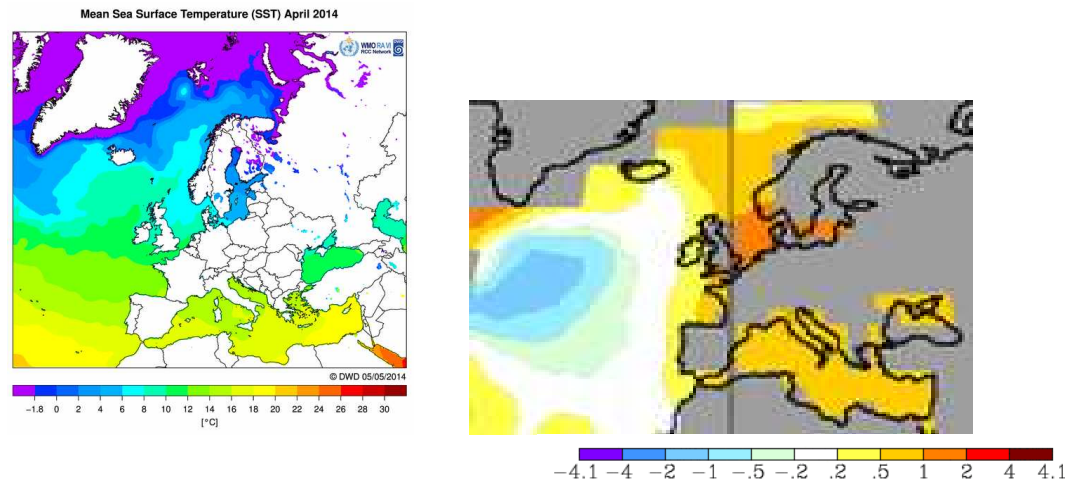 Mean Sea Surface Temperature (SST) April 2014
WMO RA VI
RCC Network
© DWD 05/05/2014
−1.8 0 2 4 6 8 10 12 14 16 18 20 22 24 26 28 30
[°C]
−4.1 −4 −2 −1 −.5 −.2 .2 .5 1 2 4 4.1